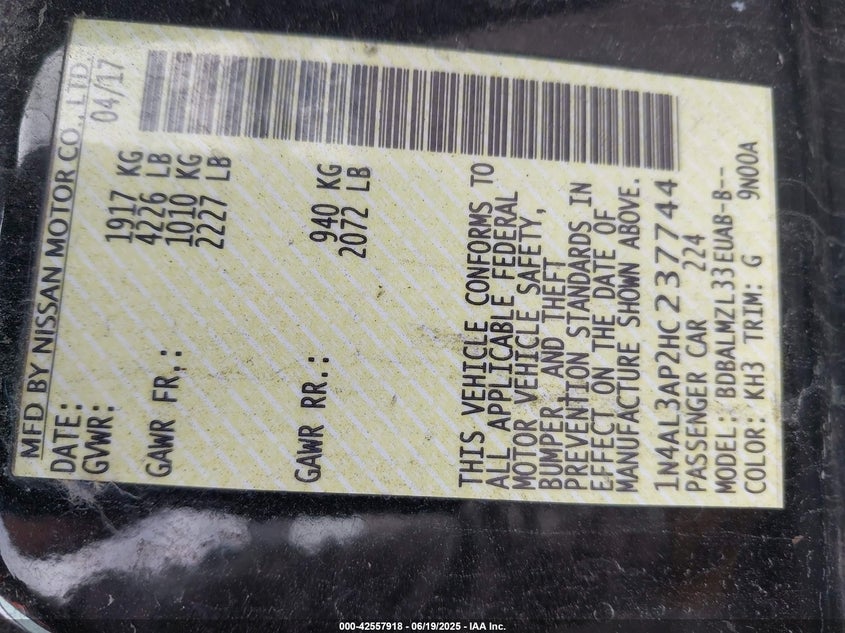 MFD BY NISSAN MOTOR CO., LTD
DATE: 04/17
GVWR: 1917 KG
4226 LB
GAWR FR.: 1010 KG
2227 LB
GAWR RR.: 940 KG
2072 LB
THIS VEHICLE CONFORMS TO
ALL APPLICABLE FEDERAL
MOTOR VEHICLE SAFETY,
BUMPER AND THEFT
PREVENTION STANDARDS IN
EFFECT ON THE DATE OF
MANUFACTURE SHOWN ABOVE.
1N4AL3AP2HC237744
PASSENGER CAR 224
MODEL: BDBALMZL33EUAB-B--
COLOR: KH3 TRIM: G 9N00A
000-42557918 - 06/19/2025 - IAA Inc.